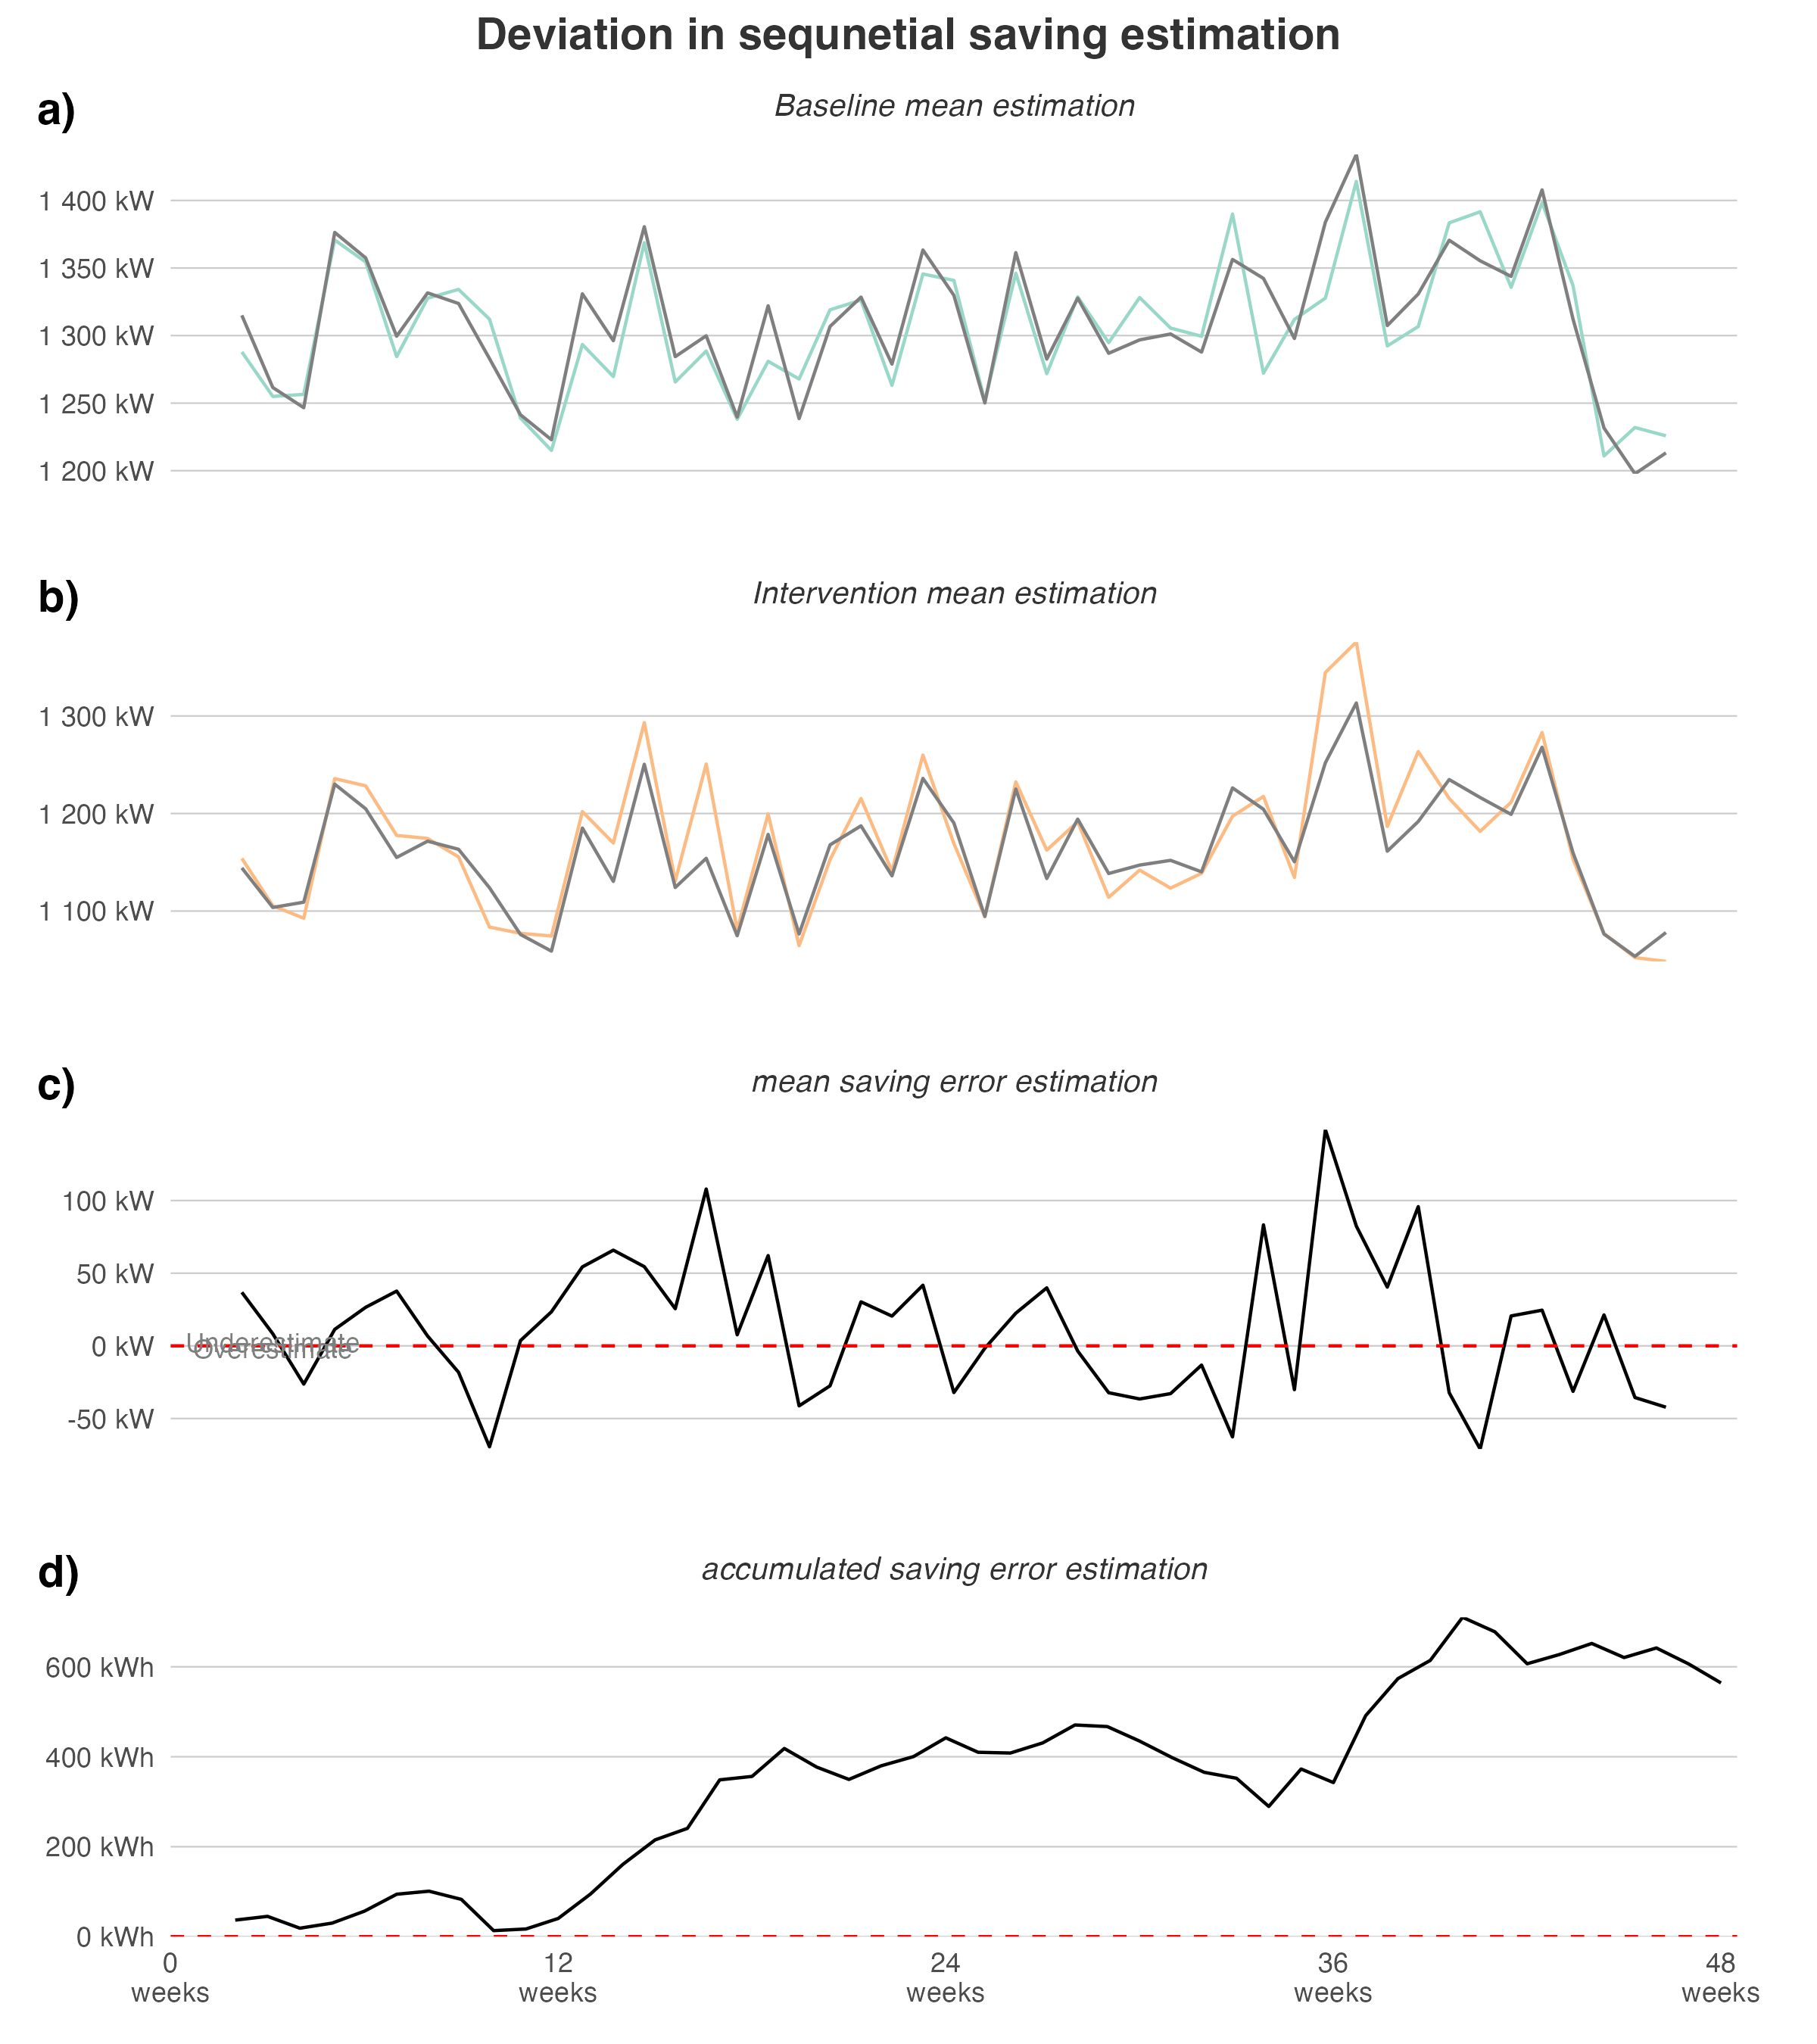 Deviation in sequnetial saving estimation
a)
Baseline mean estimation
1 400 kW
1 350 kW
1 300 kW
1 250 kW
1 200 kW
b)
Intervention mean estimation
1 300 kW
1 200 kW
1 100 kW
c)
mean saving error estimation
100 kW
50 kW
Underestimate
0 kW
Overestimate
-50 kW
d)
accumulated saving error estimation
600 kWh
400 kWh
200 kWh
0 kWh
0 12 24 36 48
weeks weeks weeks weeks weeks